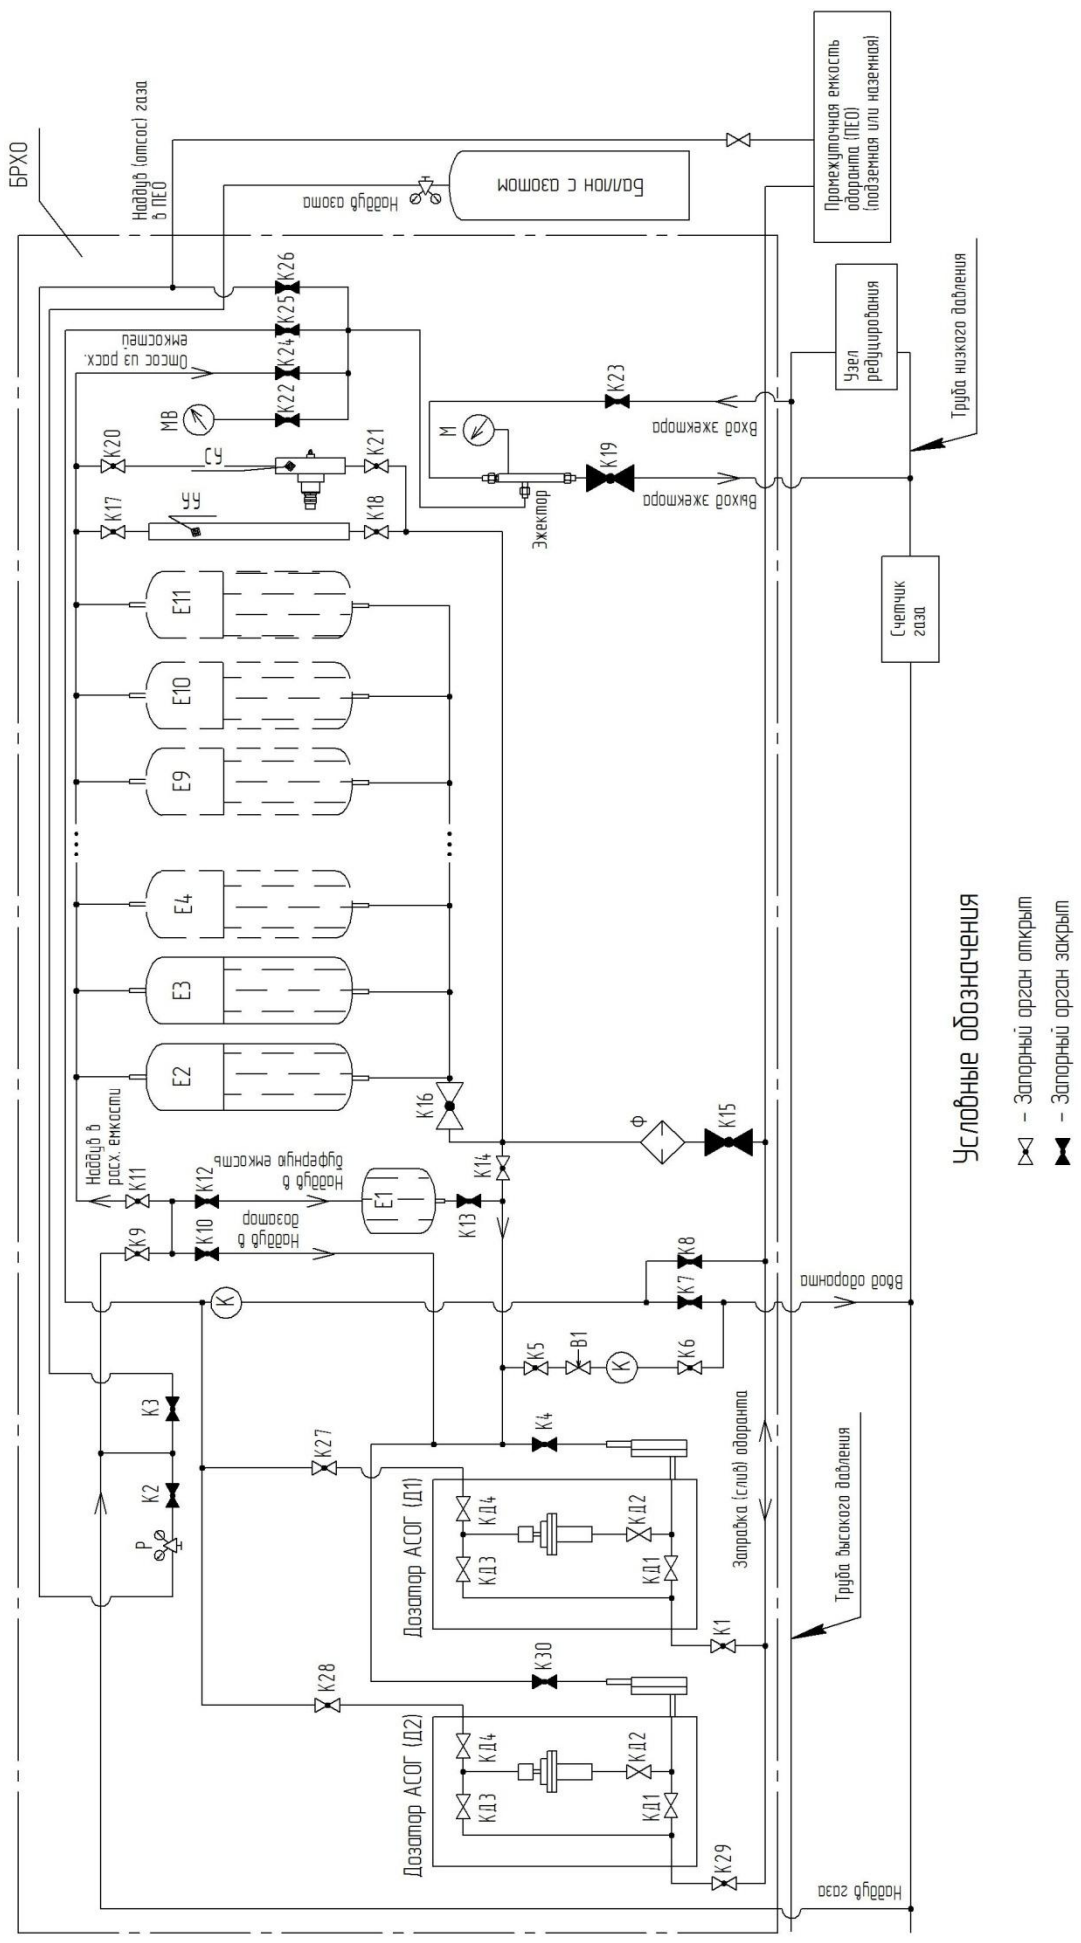 БРХО
Наддув (отсос) газа
в ПЕО
Наддув азота
Баллон с азотом
Промежуточная емкость
одоранта (ПЕО)
(подземная или наземная)
К26
К25
К24
К22
Отсос из расх.
емкостей
МВ
К20
К21
СУ
К17
К18
УУ
М
Эжектор
К19
К23
Вход эжектора
Выход эжектора
Узел
редуцирования
Труба низкого давления
Счетчик
газа
Е11
Е10
Е9
Е4
Е3
Е2
К16
К14
Ф
К15
Наддув в
расх. емкости
К11
К12
Наддув в
буферную емкость
Е1
К13
К9
К10
Наддув в
дозатор
К
К8
К7
Ввод одоранта
К5
В1
К
К6
К3
К2
Р
К4
К27
Дозатор АСОГ (Д1)
КД4
КД3
КД2
КД1
К1
Заправка (слив) одоранта
Труба высокого давления
К30
К28
Дозатор АСОГ (Д2)
КД4
КД3
КД2
КД1
К29
Наддув
газа
Условные обозначения
– Запорный орган открыт
– Запорный орган закрыт